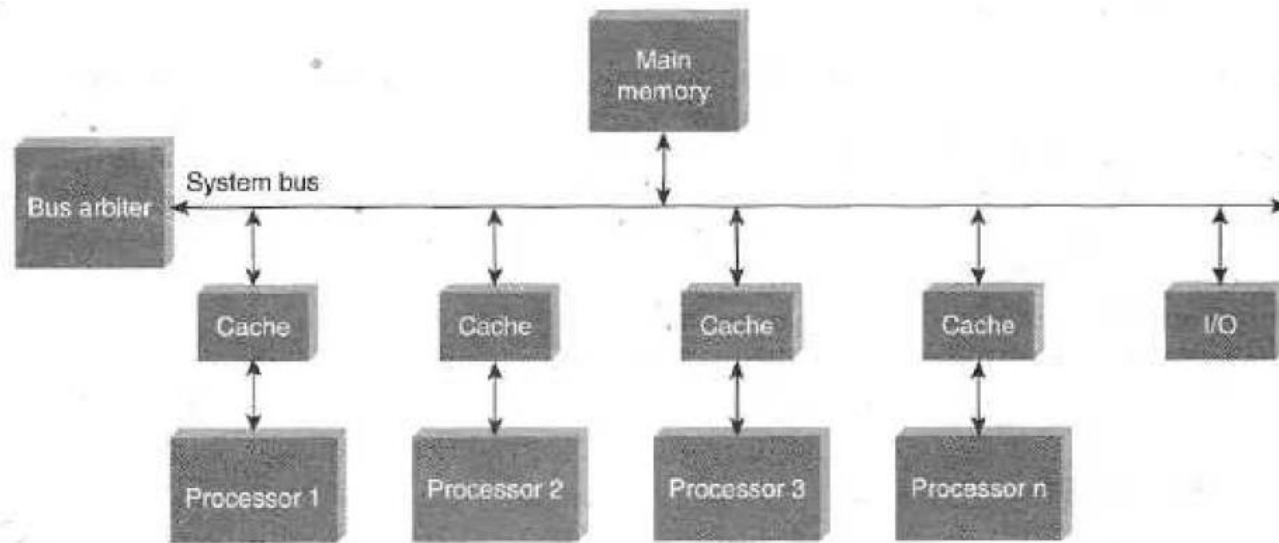 Main
memory
System bus
Bus arbiter
Cache
Cache
Cache
Cache
I/O
Processor 1
Processor 2
Processor 3
Processor n